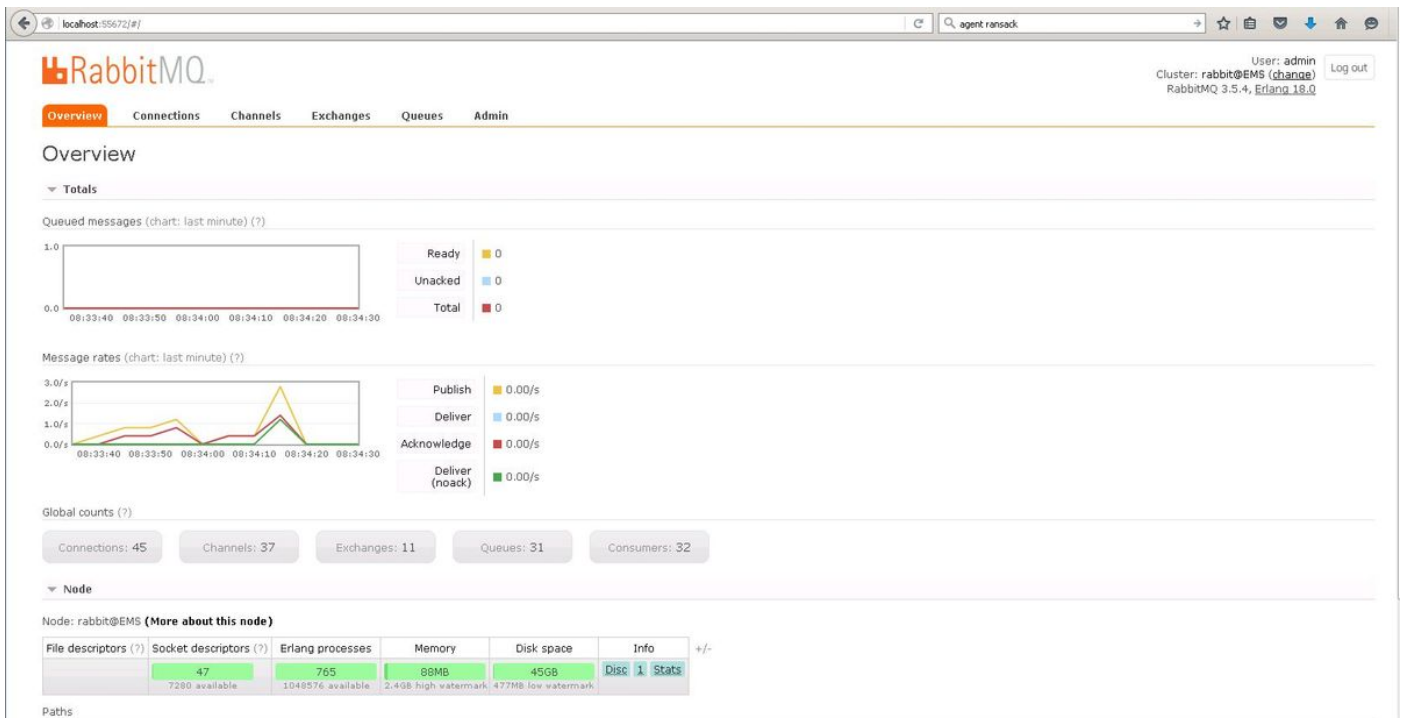 localhost:55672/#/
agent ransack
RabbitMQ
User: admin
Cluster: rabbit@EMS (change)
RabbitMQ 3.5.4, Erlang 18.0
Log out
Overview Connections Channels Exchanges Queues Admin
Overview
Totals
Queued messages (chart: last minute) (?)
1.0
0.0
08:33:40 08:33:50 08:34:00 08:34:10 08:34:20 08:34:30
Ready 0
Unacked 0
Total 0
Message rates (chart: last minute) (?)
3.0/s
2.0/s
1.0/s
0.0/s
08:33:40 08:33:50 08:34:00 08:34:10 08:34:20 08:34:30
Publish 0.00/s
Deliver 0.00/s
Acknowledge 0.00/s
Deliver
(noack) 0.00/s
Global counts (?)
Connections: 45 Channels: 37 Exchanges: 11 Queues: 31 Consumers: 32
Node
Node: rabbit@EMS (More about this node)
File descriptors (?) Socket descriptors (?) Erlang processes Memory Disk space Info +/-
47 765 88MB 45GB Disc 1 Stats
7280 available 1048576 available 2.4GB high watermark 477MB low watermark
Paths